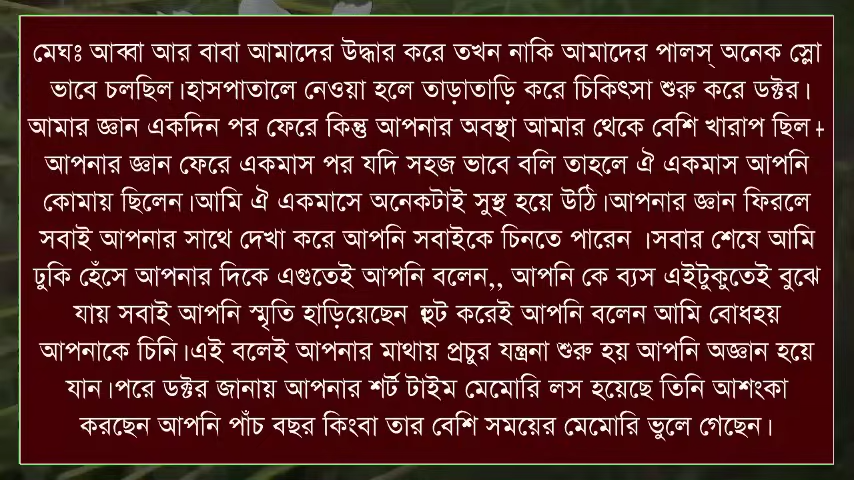 মেঘঃ আব্বা আর বাবা আমাদের উদ্ধার করে তখন নাকি আমাদের পালস্ অনেক স্লো
ভাবে চলছিল।হাসপাতালে নেওয়া হলে তাড়াতাড়ি করে চিকিৎসা শুরু করে ডক্টর।
আমার জ্ঞান একদিন পর ফেরে কিন্তু আপনার অবস্থা আমার থেকে বেশি খারাপ ছিল+
আপনার জ্ঞান ফেরে একমাস পর যদি সহজ ভাবে বলি তাহলে ঐ একমাস আপনি
কোমায় ছিলেন।আমি ঐ একমাসে অনেকটাই সুস্থ হয়ে উঠি।আপনার জ্ঞান ফিরলে
সবাই আপনার সাথে দেখা করে আপনি সবাইকে চিনতে পারেন ।সবার শেষে আমি
ঢুকি হেঁসে আপনার দিকে এগুতেই আপনি বলেন,, আপনি কে ব্যস এইটুকুতেই বুঝে
যায় সবাই আপনি স্মৃতি হাড়িয়েছেন হুট করেই আপনি বলেন আমি বোধহয়
আপনাকে চিনি।এই বলেই আপনার মাথায় প্রচুর যন্ত্রনা শুরু হয় আপনি অজ্ঞান হয়ে
যান।পরে ডক্টর জানায় আপনার শর্ট টাইম মেমোরি লস হয়েছে তিনি আশংকা
করছেন আপনি পাঁচ বছর কিংবা তার বেশি সময়ের মেমোরি ভুলে গেছেন।